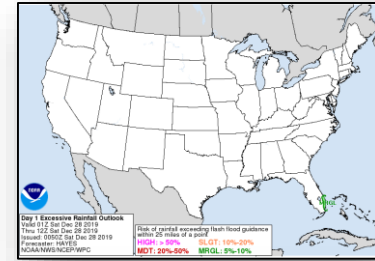 MRGL
NOAA
Day 1 Excessive Rainfall Outlook
Valid 01Z Sat Dec 28 2019
Thru 12Z Sat Dec 28 2019
Issued: 0050Z Sat Dec 28 2019
Forecaster: HAYES
NOAA/NWS/NCEP/WPC
Risk of rainfall exceeding flash flood guidance
within 25 miles of a point
HIGH: > 50% SLGT: 10%-20%
MDT: 20%-50% MRGL: 5%-10%